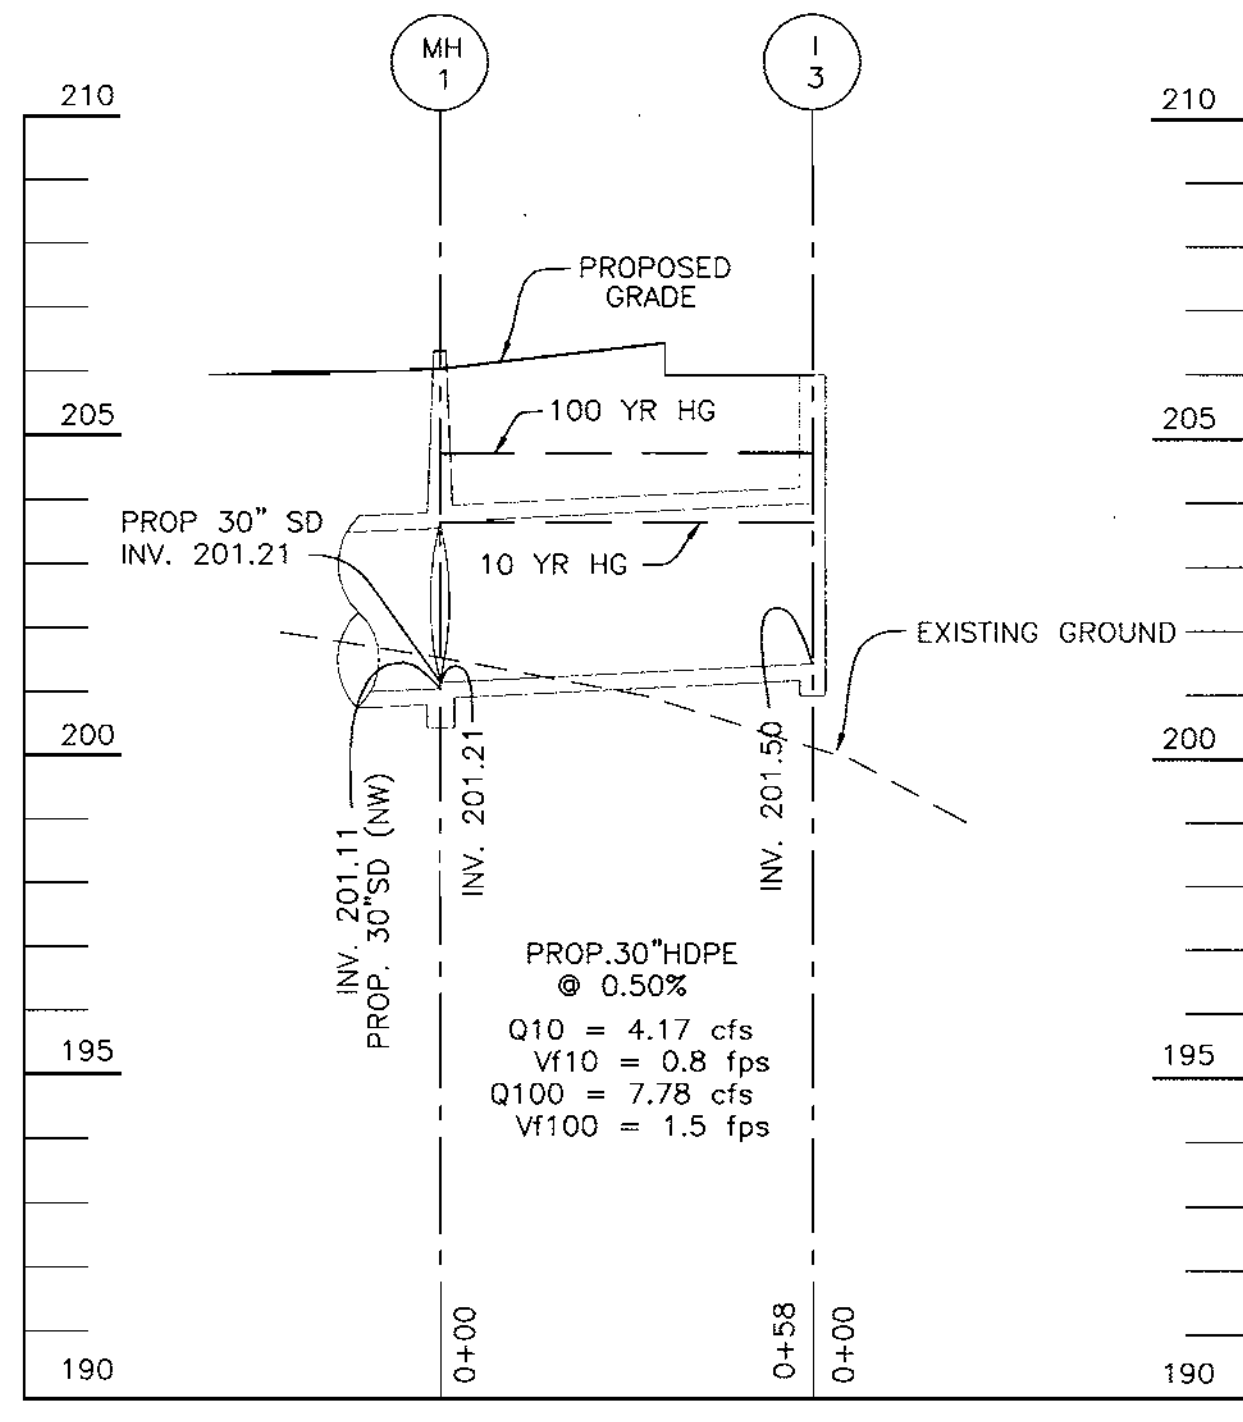 MH
1
I
3
210
210
PROPOSED
GRADE
205
100 YR HG
205
PROP 30" SD
INV. 201.21
10 YR HG
EXISTING GROUND
200
200
INV. 201.11
PROP. 30"SD (NW)
INV. 201.21
INV. 201.50
PROP.30"HDPE
@ 0.50%
Q10 = 4.17 cfs
Vf10 = 0.8 fps
Q100 = 7.78 cfs
Vf100 = 1.5 fps
195
195
0+00
0+58
0+00
190
190